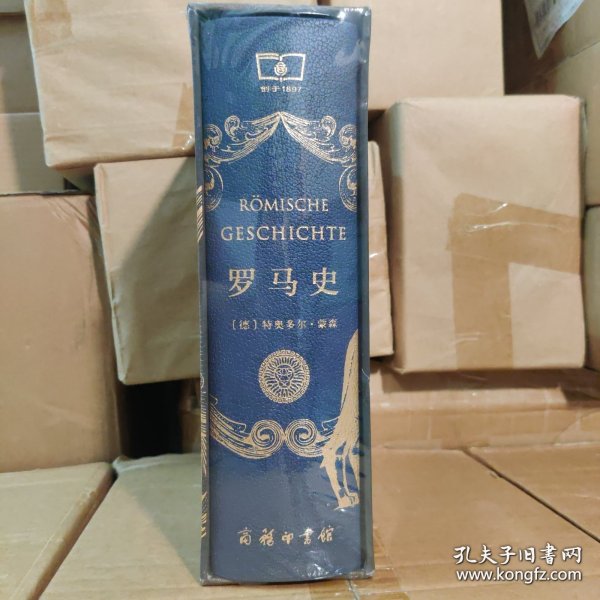 创于1897
RÖMISCHE
GESCHICHTE
罗马史
〔德〕特奥多尔·蒙森
商务印书馆
孔夫子旧书网
www.kongfz.com